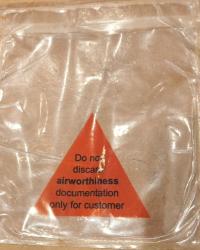 Do not
discard
airworthiness
documentation
only for customer